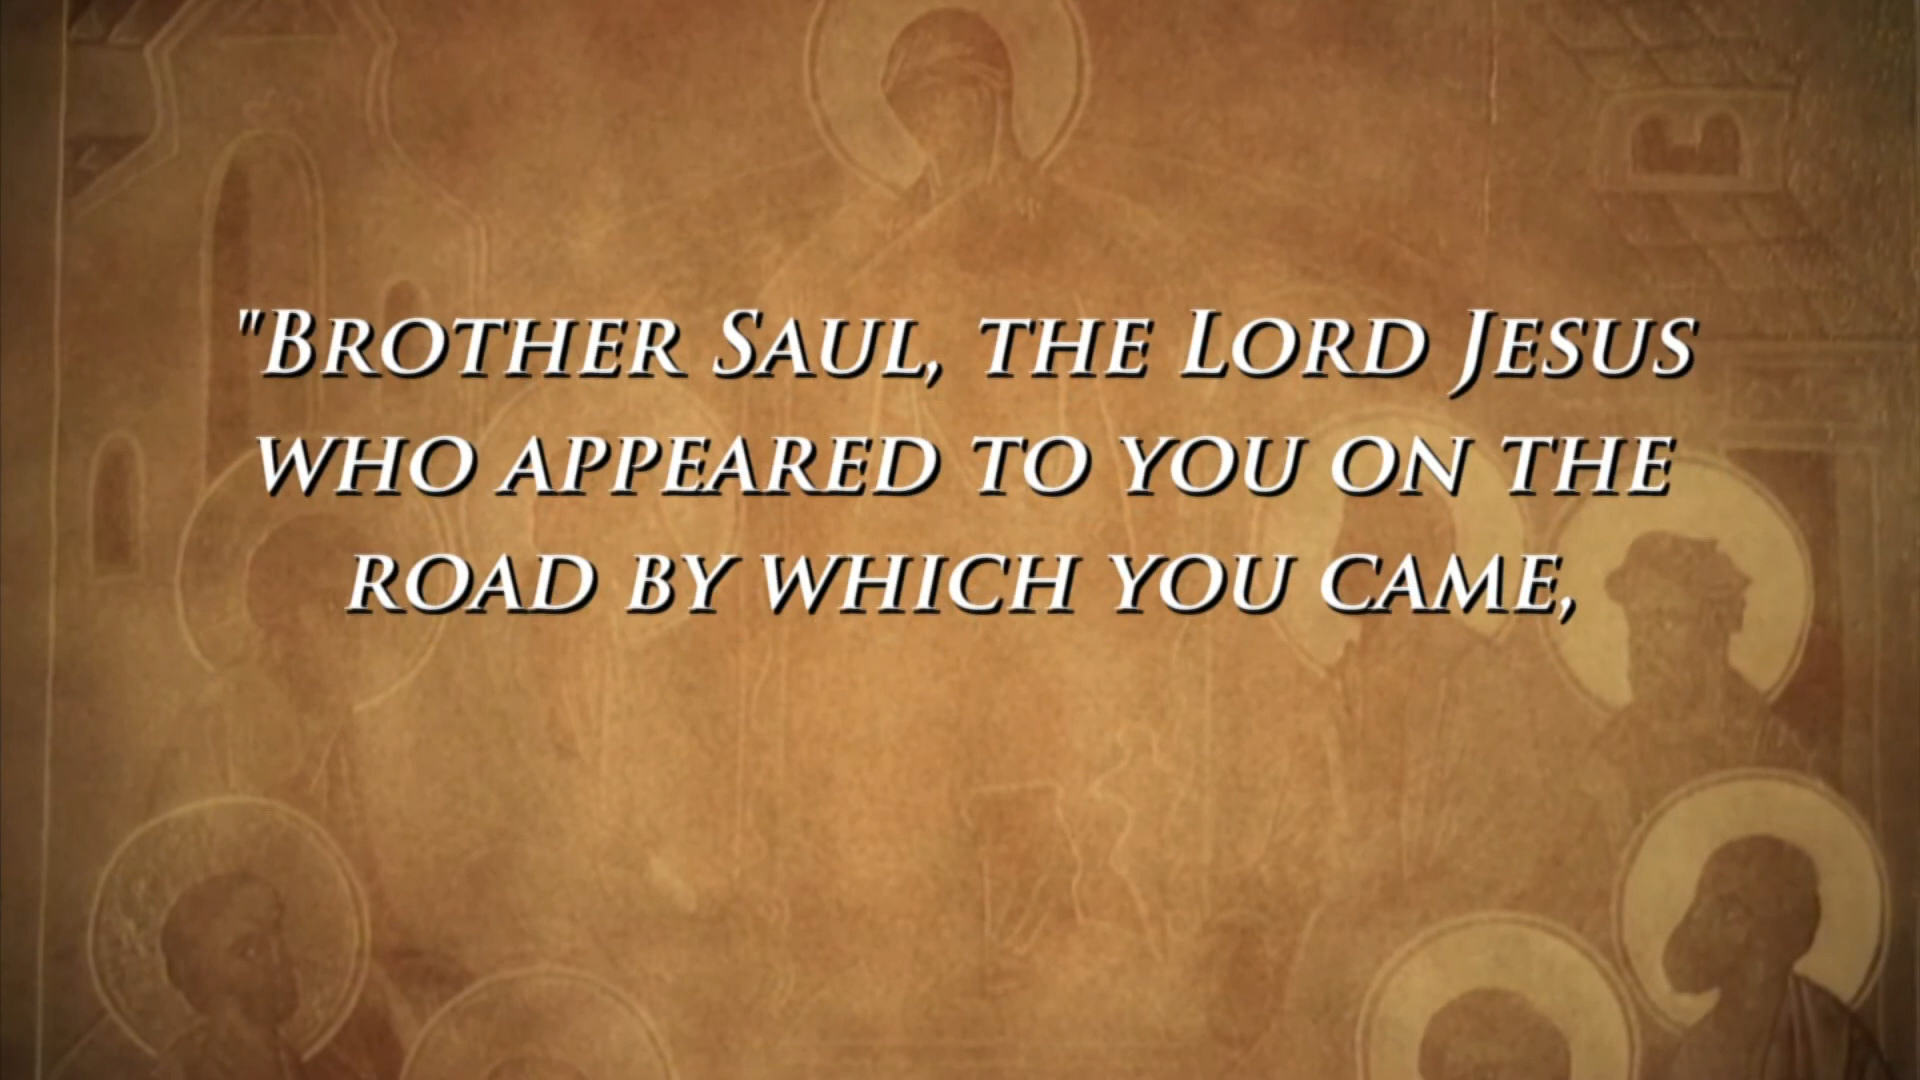 "Brother Saul, the Lord Jesus
who appeared to you on the
road by which you came,